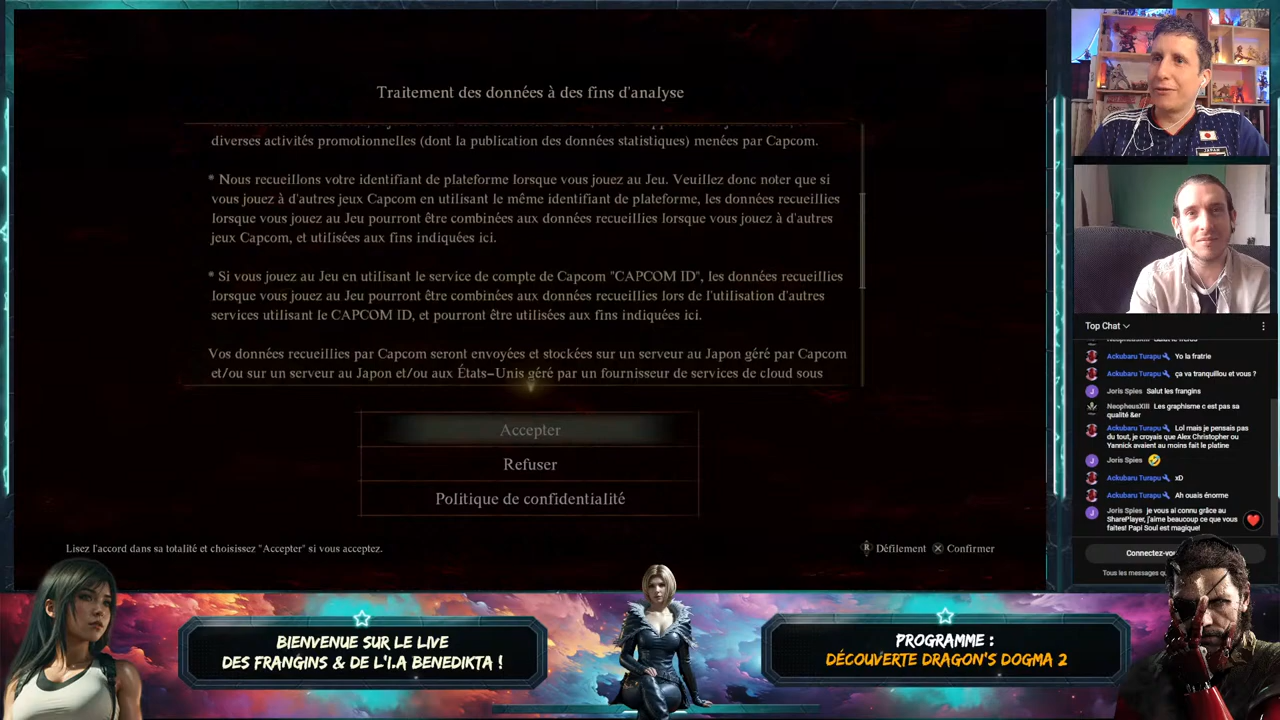 Traitement des données à des fins d'analyse
diverses activités promotionnelles (dont la publication des données statistiques) menées par Capcom.
* Nous recueillons votre identifiant de plateforme lorsque vous jouez au Jeu. Veuillez donc noter que si
vous jouez à d'autres jeux Capcom en utilisant le même identifiant de plateforme, les données recueillies
lorsque vous jouez au Jeu pourront être combinées aux données recueillies lorsque vous jouez à d'autres
jeux Capcom, et utilisées aux fins indiquées ici.
* Si vous jouez au Jeu en utilisant le service de compte de Capcom "CAPCOM ID", les données recueillies
lorsque vous jouez au Jeu pourront être combinées aux données recueillies lors de l'utilisation d'autres
services utilisant le CAPCOM ID, et pourront être utilisées aux fins indiquées ici.
Vos données recueillies par Capcom seront envoyées et stockées sur un serveur au Japon géré par Capcom
et/ou sur un serveur au Japon et/ou aux États-Unis géré par un fournisseur de services de cloud sous
Accepter
Refuser
Politique de confidentialité
Lisez l'accord dans sa totalité et choisissez "Accepter" si vous acceptez.
R Défilement Confirmer
JAPAN
Top Chat
Ackubaru Turapu Yo la fratrie
Ackubaru Turapu ça va tranquillou et vous ?
J Joris Spies Salut les frangins
NeopheusXIII Les graphisme c est pas sa
qualité &er
Ackubaru Turapu Lol mais je pensais pas
du tout, je croyais que Alex Christopher ou
Yannick avaient au moins fait le platine
J Joris Spies 🤣
Ackubaru Turapu xD
Ackubaru Turapu Ah ouais énorme
J Joris Spies je vous ai connu grâce au
SharePlayer, j'aime beaucoup ce que vous
faites! Papi Soul est magique!
Tous les messages
BIENVENUE SUR LE LIVE
DES FRANGINS & DE L'I.A BENEDIKTA !
PROGRAMME :
DÉCOUVERTE DRAGON'S DOGMA 2